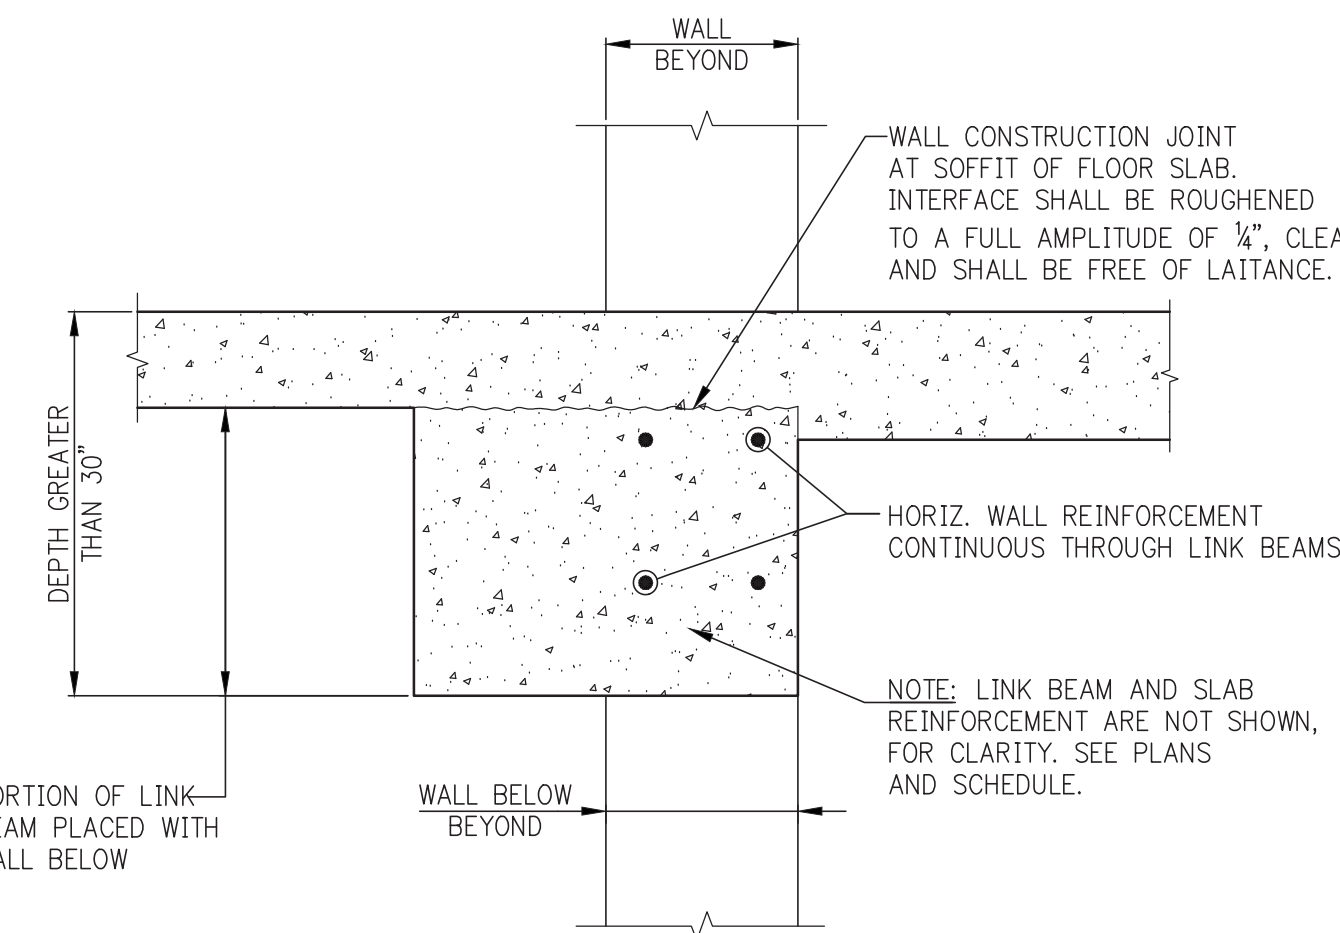 WALL
BEYOND
WALL CONSTRUCTION JOINT
AT SOFFIT OF FLOOR SLAB.
INTERFACE SHALL BE ROUGHENED
TO A FULL AMPLITUDE OF ¼”, CLEA
AND SHALL BE FREE OF LAITANCE.
DEPTH GREATER
THAN 30”
HORIZ. WALL REINFORCEMENT
CONTINUOUS THROUGH LINK BEAMS
NOTE: LINK BEAM AND SLAB
REINFORCEMENT ARE NOT SHOWN,
FOR CLARITY. SEE PLANS
AND SCHEDULE.
ORTION OF LINK
EAM PLACED WITH
ALL BELOW
WALL BELOW
BEYOND